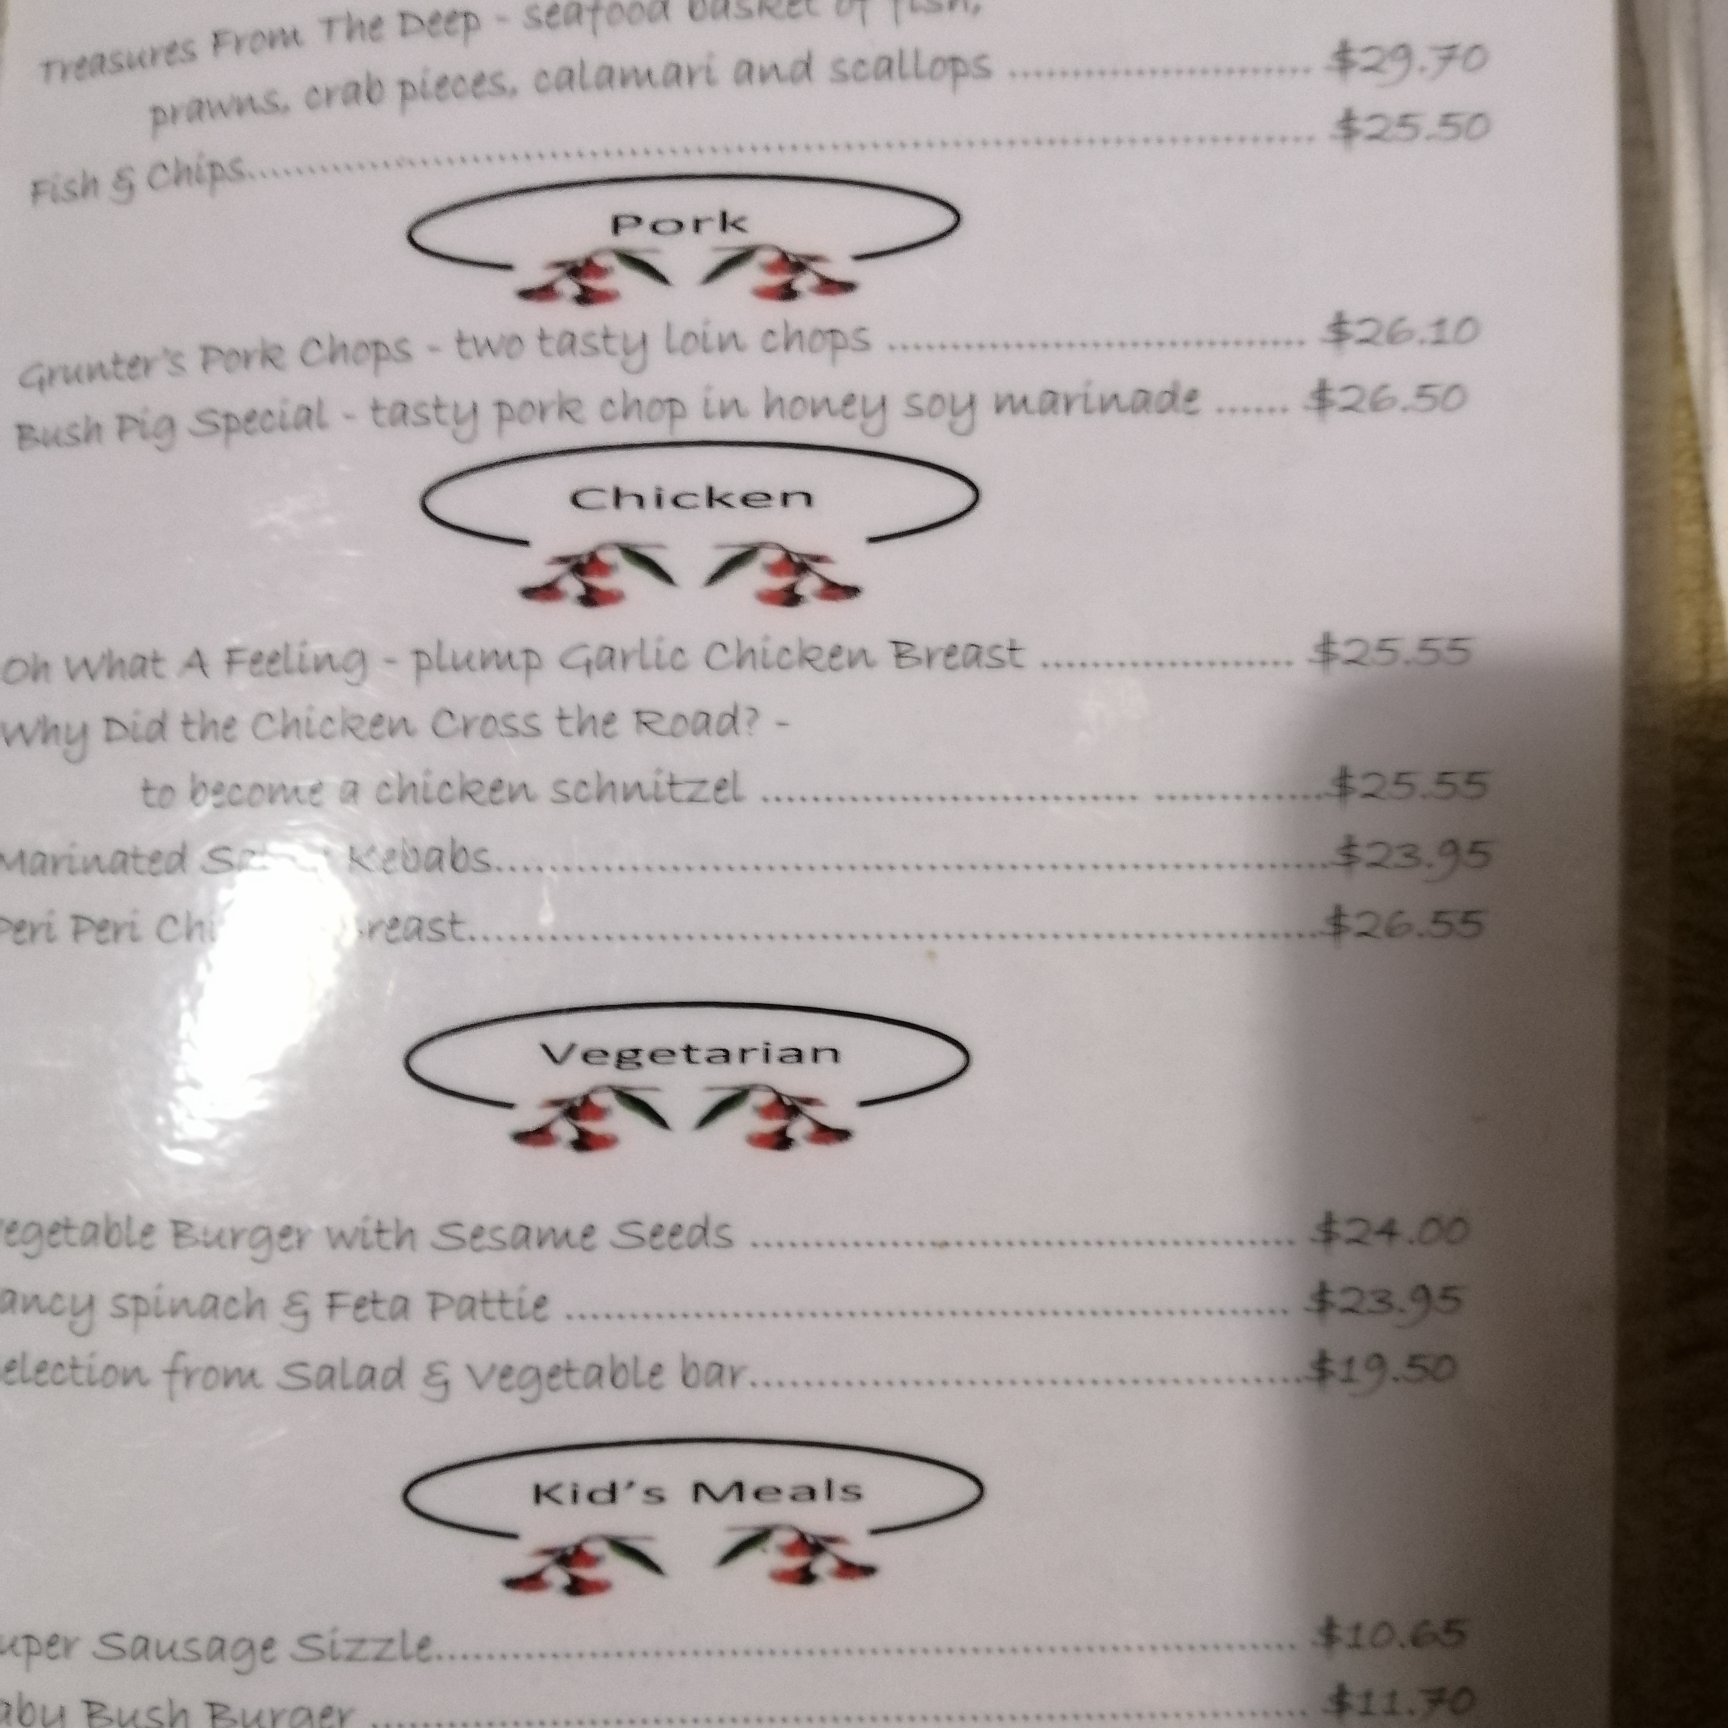 Treasures From The Deep - seafood basket of fish,
prawns, crab pieces, calamari and scallops ........................ $29.70
Fish & Chips........................................................................................ $25.50
Pork
Grunter's Pork Chops - two tasty loin chops ................................. $26.10
Bush Pig Special - tasty pork chop in honey soy marinade ...... $26.50
Chicken
Oh What A Feeling - plump Garlic Chicken Breast .................... $25.55
Why Did the Chicken Cross the Road? -
to become a chicken schnitzel .............................. .............$25.55
Marinated Kebabs..................................................................$23.95
Peri Peri ....................................................................$26.55
Vegetarian
egetable Burger with Sesame Seeds ........................................... $24.00
ancy spinach & Feta Pattie ......................................................... $23.95
election from Salad & Vegetable bar............................................$19.50
Kid's Meals
uper Sausage Sizzle.................................................................... $10.65
aby Bush Burger .......................................................................... $11.70